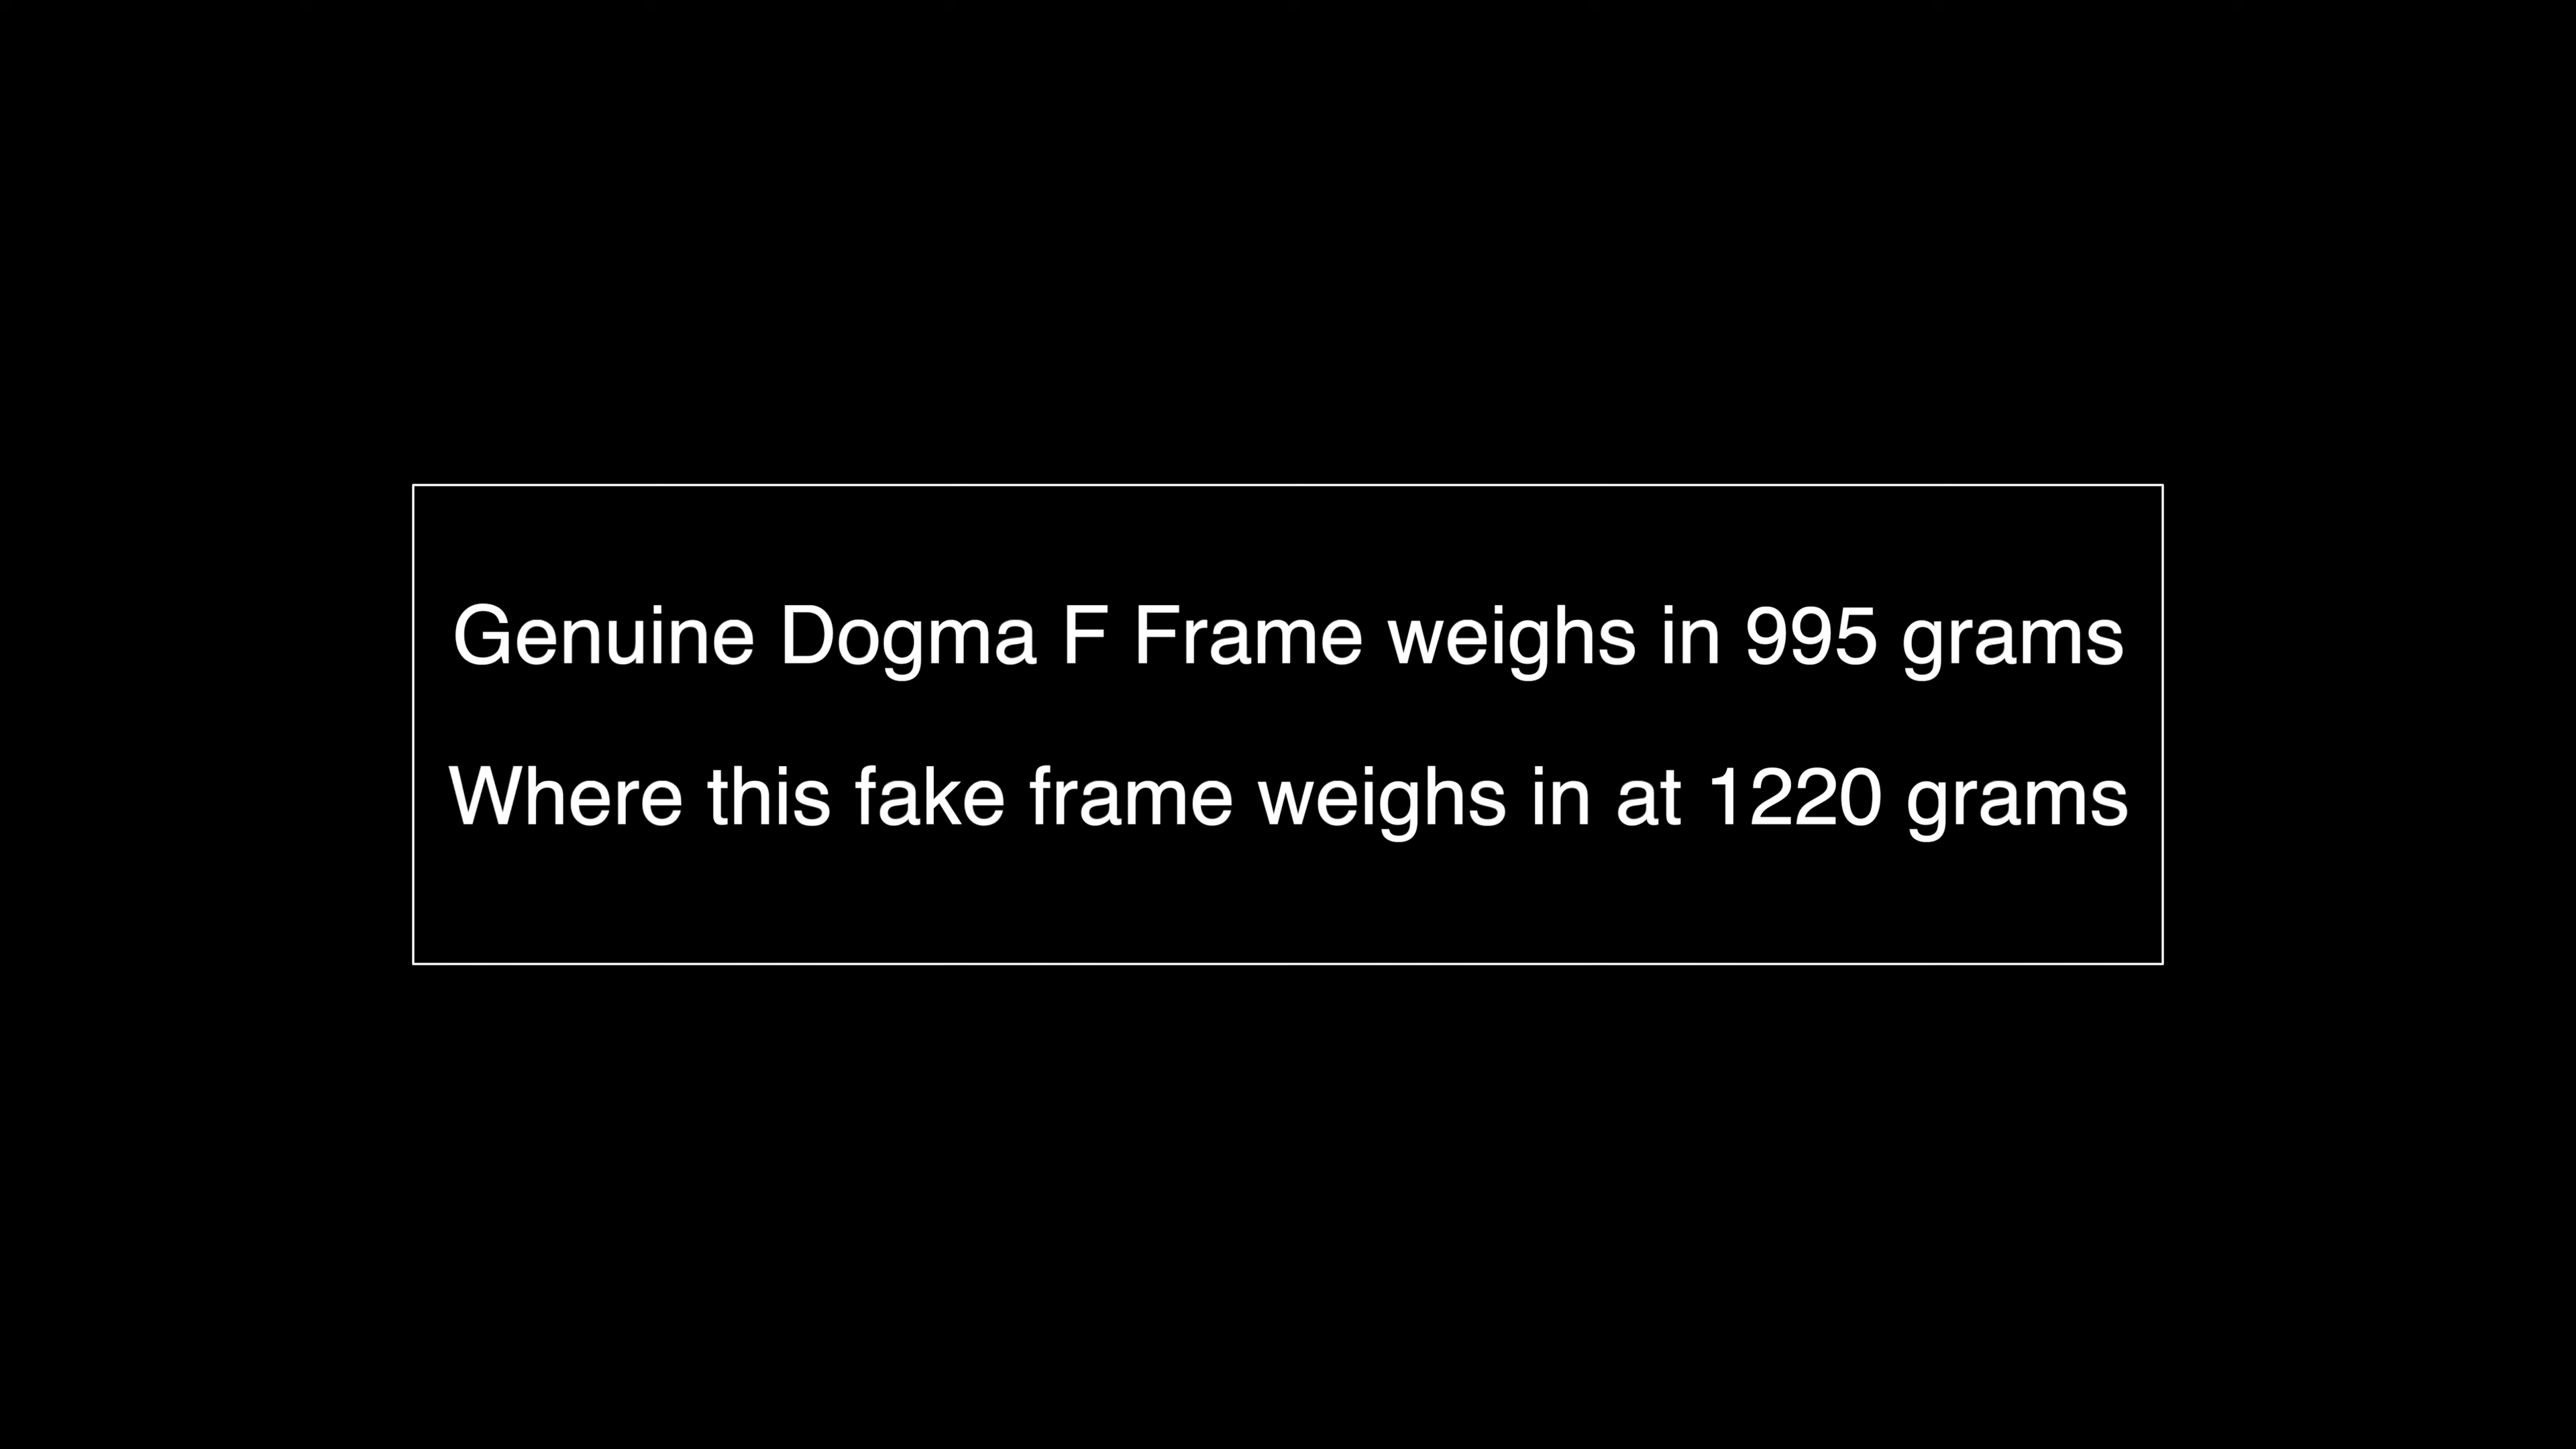 Genuine Dogma F Frame weighs in 995 grams
Where this fake frame weighs in at 1220 grams